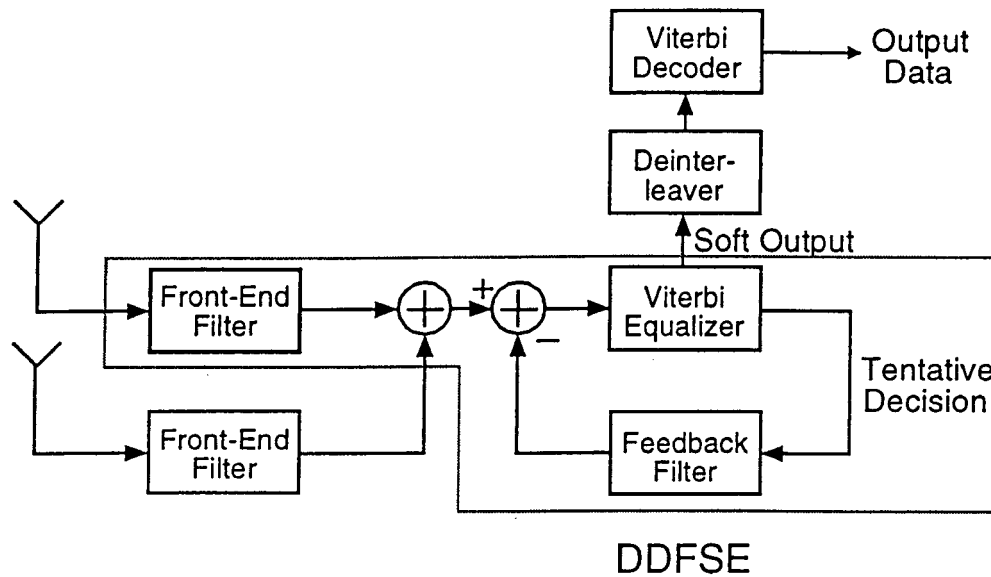 Viterbi
Decoder
Output
Data
Deinter-
leaver
Soft Output
Front-End
Filter
+
Viterbi
Equalizer
−
Tentative
Decision
Front-End
Filter
Feedback
Filter
DDFSE